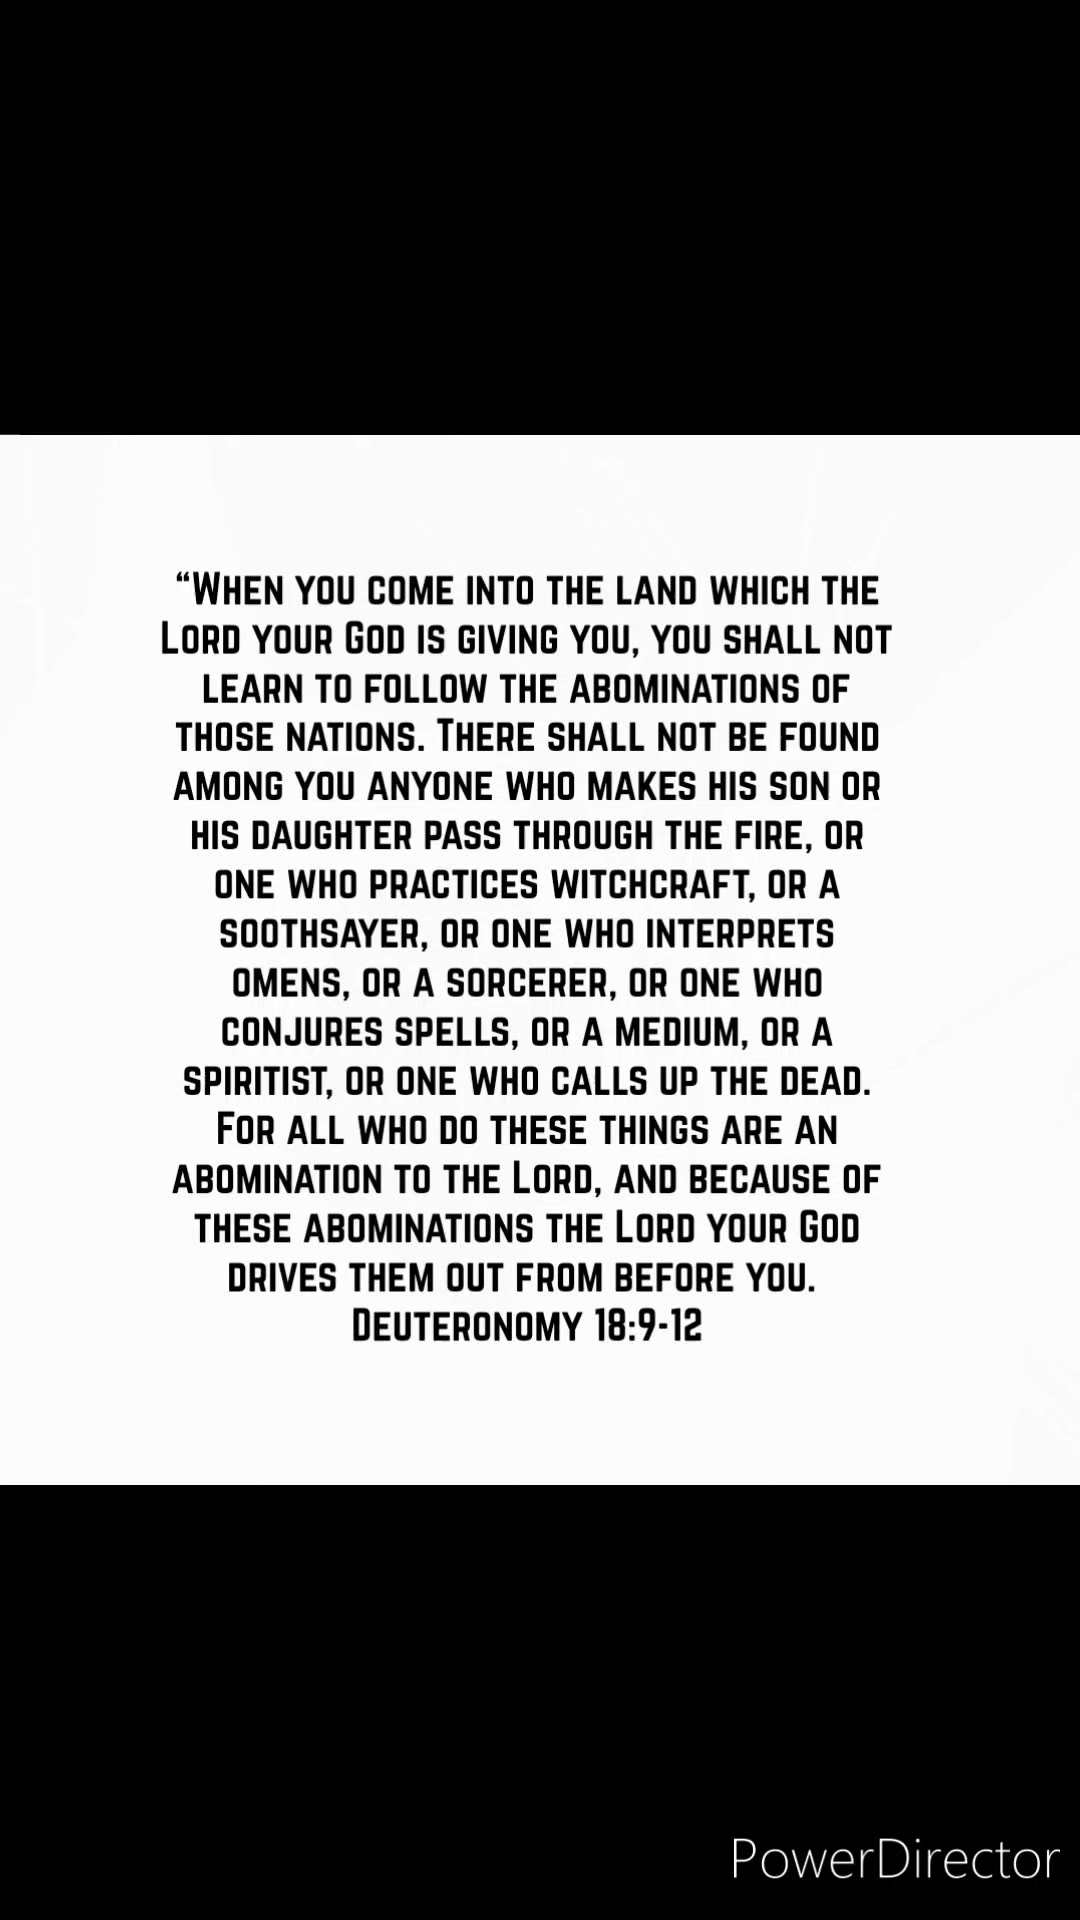 “When you come into the land which the
Lord your God is giving you, you shall not
learn to follow the abominations of
those nations. There shall not be found
among you anyone who makes his son or
his daughter pass through the fire, or
one who practices witchcraft, or a
soothsayer, or one who interprets
omens, or a sorcerer, or one who
conjures spells, or a medium, or a
spiritist, or one who calls up the dead.
For all who do these things are an
abomination to the Lord, and because of
these abominations the Lord your God
drives them out from before you.
Deuteronomy 18:9-12
PowerDirector